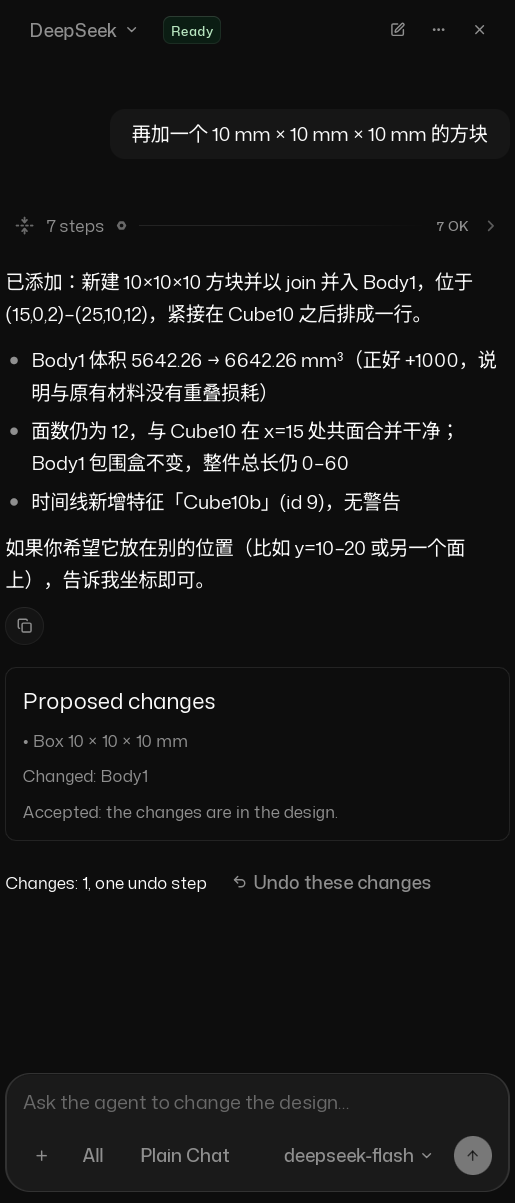 DeepSeek
Ready
再加一个 10 mm × 10 mm × 10 mm 的方块
7 steps
7 OK
已添加：新建 10×10×10 方块并以 join 并入 Body1，位于
(15,0,2)–(25,10,12)，紧接在 Cube10 之后排成一行。
• Body1 体积 5642.26 → 6642.26 mm³（正好 +1000，说
明与原有材料没有重叠损耗）
• 面数仍为 12，与 Cube10 在 x=15 处共面合并干净；
Body1 包围盒不变，整件总长仍 0–60
• 时间线新增特征「Cube10b」(id 9)，无警告
如果你希望它放在别的位置（比如 y=10–20 或另一个面
上），告诉我坐标即可。
Proposed changes
• Box 10 × 10 × 10 mm
Changed: Body1
Accepted: the changes are in the design.
Changes: 1, one undo step
Undo these changes
Ask the agent to change the design...
All
Plain Chat
deepseek-flash